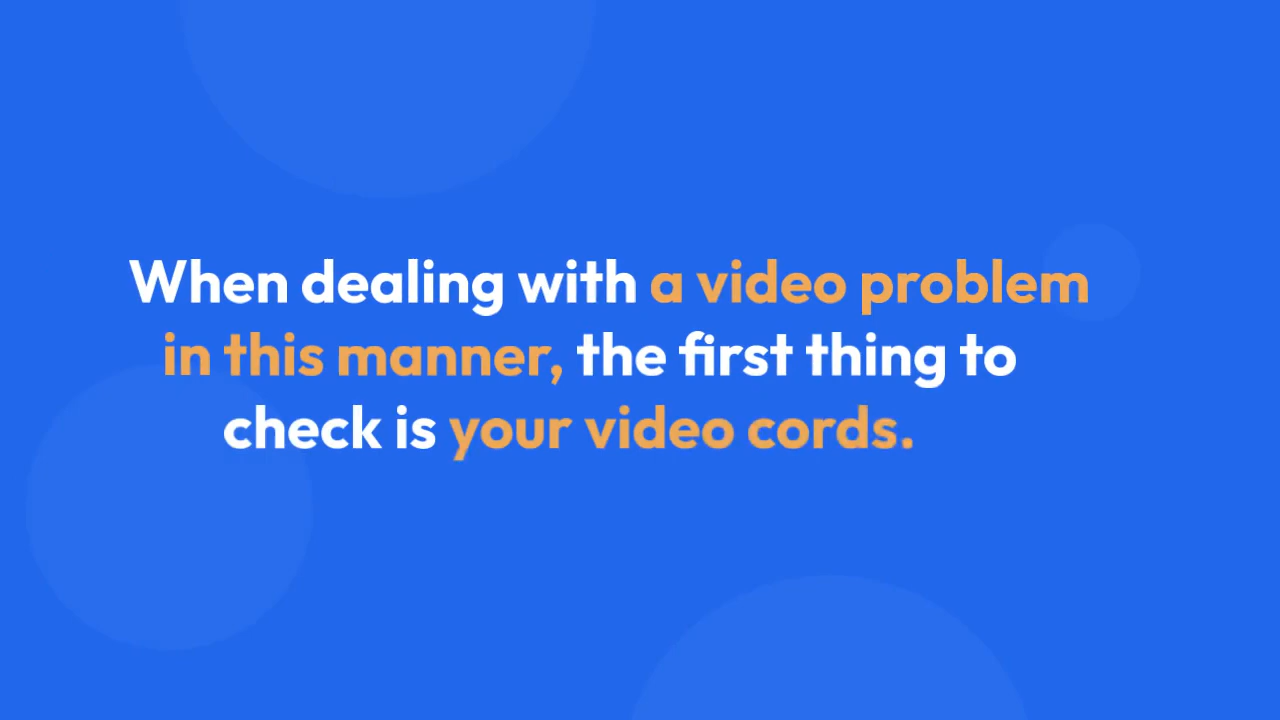 When dealing with a video problem
in this manner, the first thing to
check is your video cords.